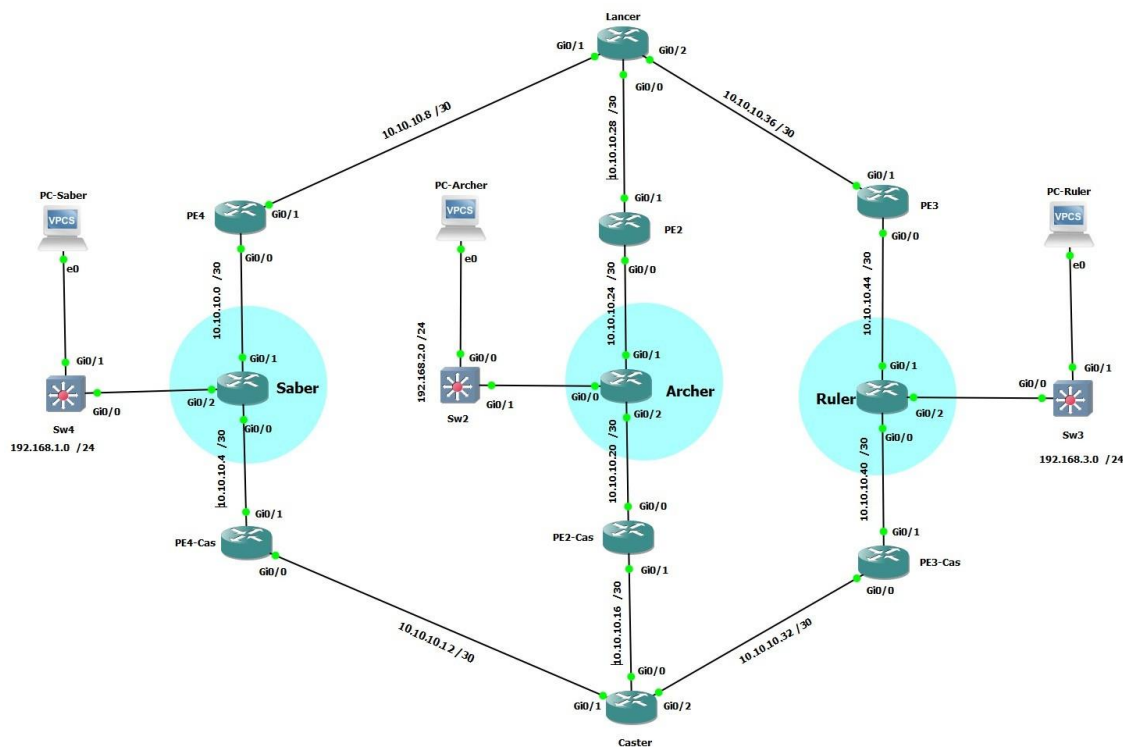 Lancer
Gi0/1
Gi0/2
Gi0/0
10.10.10.8 /30
10.10.10.28 /30
10.10.10.36 /30
PC-Saber
VPCS
e0
PE4
Gi0/1
Gi0/0
PC-Archer
VPCS
e0
Gi0/1
PE2
Gi0/0
Gi0/1
PE3
Gi0/0
PC-Ruler
VPCS
e0
10.10.10.0 /30
10.10.10.24 /30
10.10.10.44 /30
192.168.2.0 /24
Gi0/1
Gi0/0
Sw4
192.168.1.0 /24
Gi0/1
Gi0/2
Saber
Gi0/0
Gi0/0
Gi0/1
Sw2
Gi0/1
Gi0/0
Archer
Gi0/2
Gi0/1
Ruler
Gi0/2
Gi0/0
Gi0/1
Gi0/0
Sw3
192.168.3.0 /24
10.10.10.4 /30
10.10.10.20 /30
10.10.10.40 /30
Gi0/1
PE4-Cas
Gi0/0
Gi0/0
PE2-Cas
Gi0/1
Gi0/1
PE3-Cas
Gi0/0
10.10.10.12 /30
10.10.10.16 /30
10.10.10.32 /30
Gi0/0
Gi0/1
Gi0/2
Caster